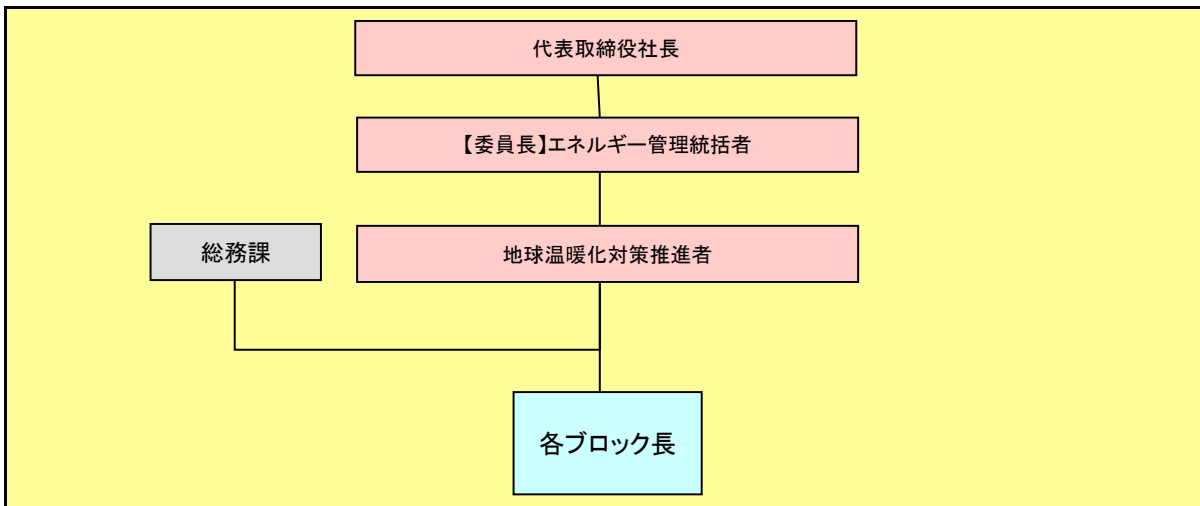 代表取締役社長
【委員長】エネルギー管理統括者
総務課
地球温暖化対策推進者
各ブロック長